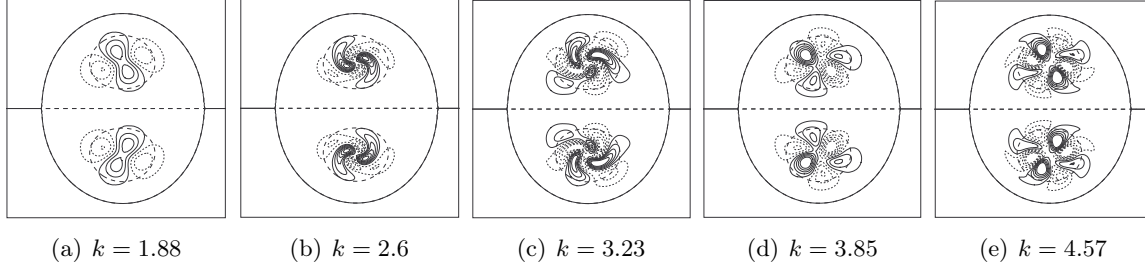 (a) k = 1.88 (b) k = 2.6 (c) k = 3.23 (d) k = 3.85 (e) k = 4.57